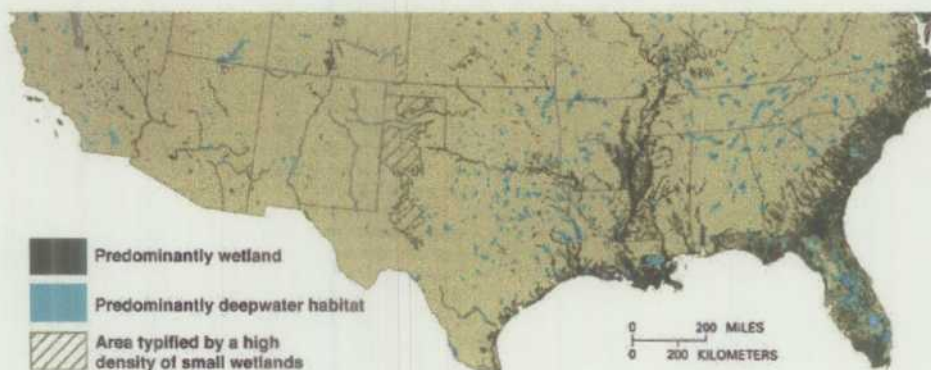 Predominantly wetland
Predominantly deepwater habitat
Area typified by a high
density of small wetlands
0 200 MILES
0 200 KILOMETERS